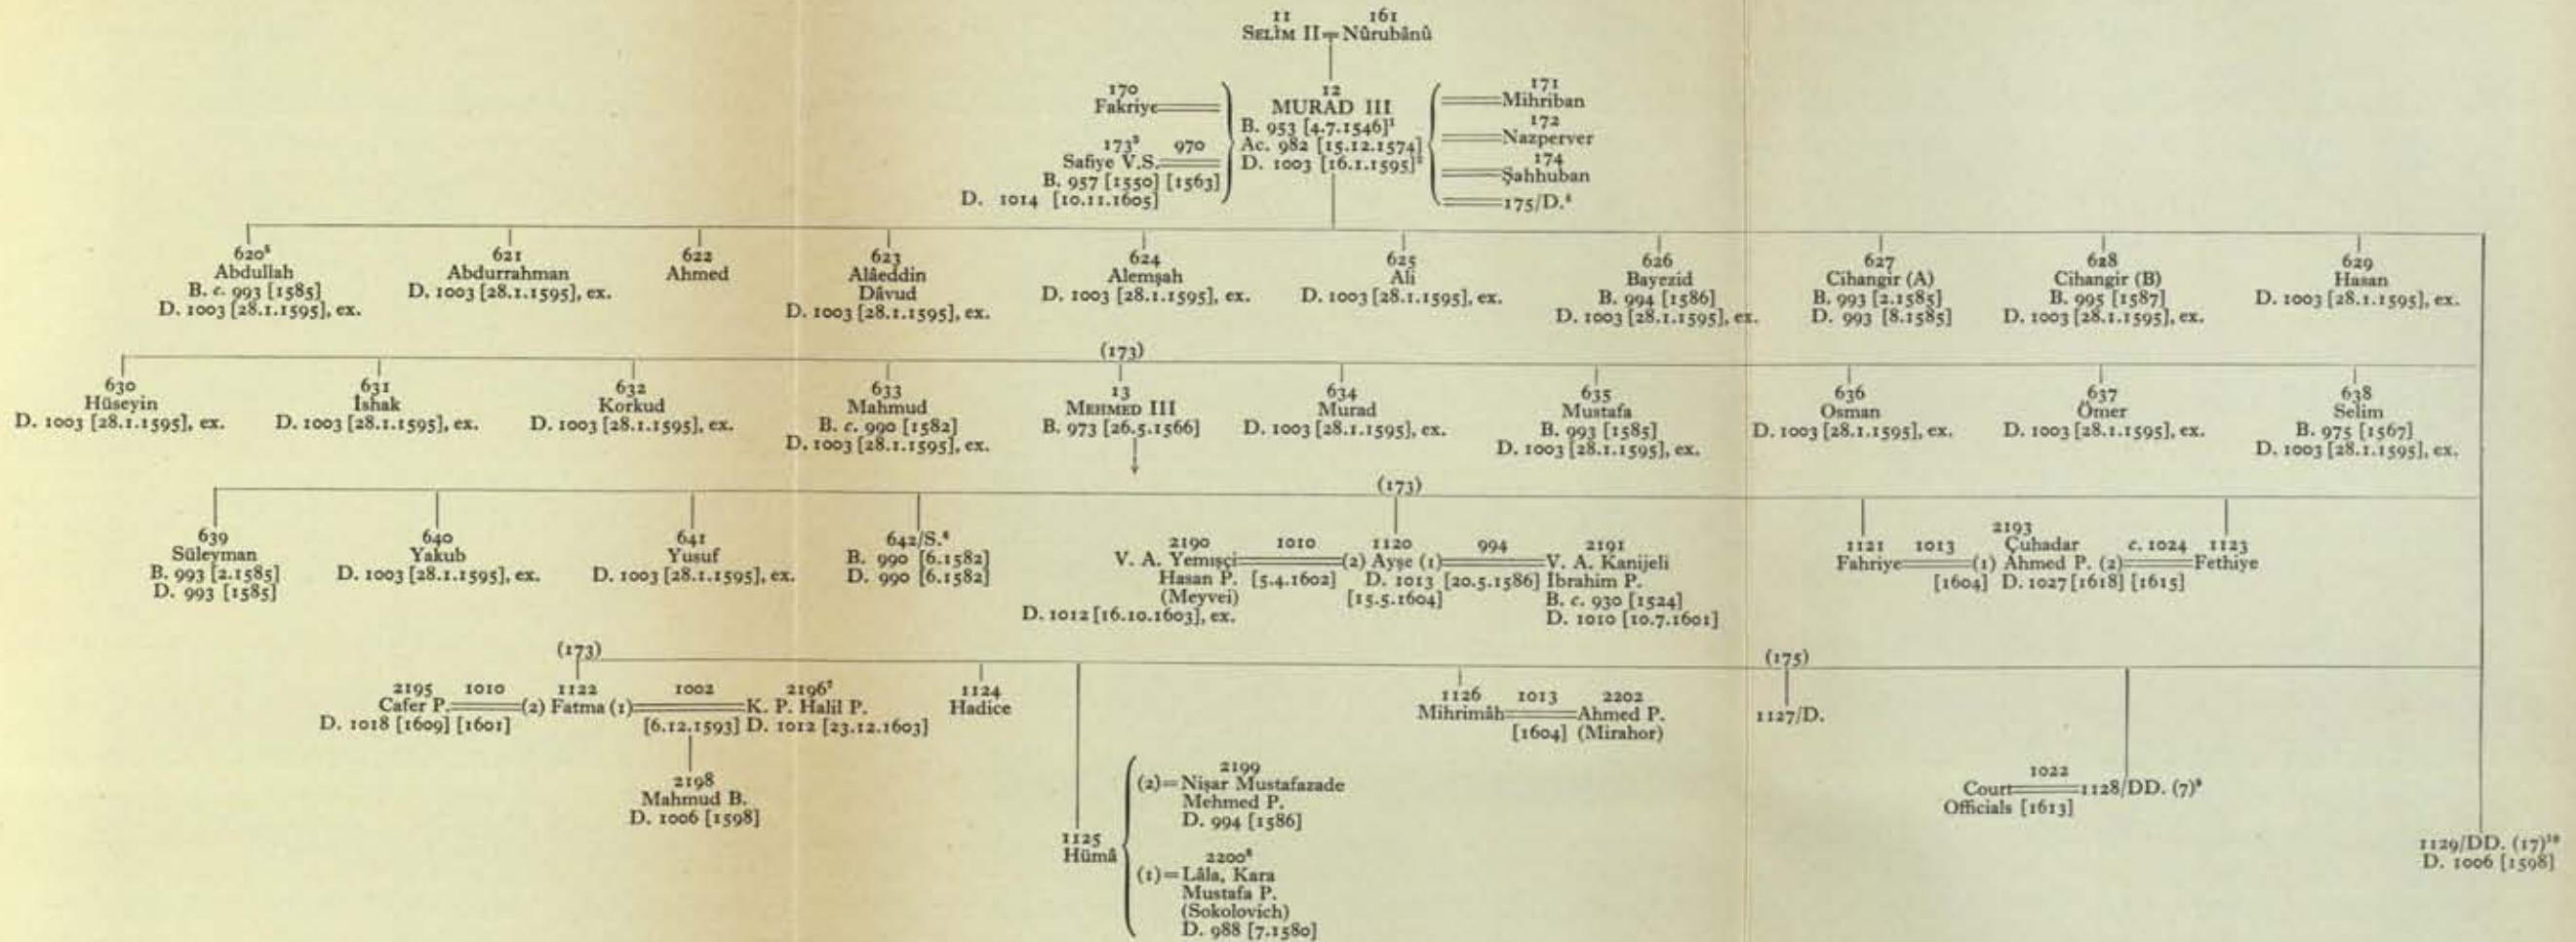 11 161
SELİM II Nûrubânû
170
Fakriye
173³ 970
Safiye V.S.
B. 957 [1550] [1563]
D. 1014 [10.11.1605]
12
MURAD III
B. 953 [4.7.1546]¹
Ac. 982 [15.12.1574]
D. 1003 [16.1.1595]²
171
Mihriban
172
Nazperver
174
Şahhuban
175/D.⁴
620⁵
Abdullah
B. c. 993 [1585]
D. 1003 [28.1.1595], ex.
621
Abdurrahman
D. 1003 [28.1.1595], ex.
622
Ahmed
623
Alâeddin
Dâvud
D. 1003 [28.1.1595], ex.
624
Alemşah
D. 1003 [28.1.1595], ex.
625
Ali
D. 1003 [28.1.1595], ex.
626
Bayezid
B. 994 [1586]
D. 1003 [28.1.1595], ex.
627
Cihangir (A)
B. 993 [2.1585]
D. 993 [8.1585]
628
Cihangir (B)
B. 995 [1587]
D. 1003 [28.1.1595], ex.
629
Hasan
D. 1003 [28.1.1595], ex.
630
Hüseyin
D. 1003 [28.1.1595], ex.
631
İshak
D. 1003 [28.1.1595], ex.
632
Korkud
D. 1003 [28.1.1595], ex.
633
Mahmud
B. c. 990 [1582]
D. 1003 [28.1.1595], ex.
(173)
13
MEHMED III
B. 973 [26.5.1566]
634
Murad
D. 1003 [28.1.1595], ex.
635
Mustafa
B. 993 [1585]
D. 1003 [28.1.1595], ex.
636
Osman
D. 1003 [28.1.1595], ex.
637
Ömer
D. 1003 [28.1.1595], ex.
638
Selim
B. 975 [1567]
D. 1003 [28.1.1595], ex.
639
Süleyman
B. 993 [2.1585]
D. 993 [1585]
640
Yakub
D. 1003 [28.1.1595], ex.
641
Yusuf
D. 1003 [28.1.1595], ex.
642/S.⁶
B. 990 [6.1582]
D. 990 [6.1582]
(173)
2190 1010 1120 994 2191
V. A. Yemışçi (2) Ayşe (1) V. A. Kanijeli
Hasan P. [5.4.1602] D. 1013 [20.5.1586] İbrahim P.
(Meyvei) [15.5.1604] B. c. 930 [1524]
D. 1012 [16.10.1603], ex. D. 1010 [10.7.1601]
2193
1121 1013 Çuhadar c. 1024 1123
Fahriye (1) Ahmed P. (2) Fethiye
[1604] D. 1027 [1618] [1615]
(173)
2195 1010 1122 1002 2196⁷
Cafer P. (2) Fatma (1) K. P. Halil P.
D. 1018 [1609] [1601] [6.12.1593] D. 1012 [23.12.1603]
2198
Mahmud B.
D. 1006 [1598]
1124
Hadice
1125
Hümâ
2199
(2)=Nişar Mustafazade
Mehmed P.
D. 994 [1586]
2200⁸
(1)=Lâla, Kara
Mustafa P.
(Sokolovich)
D. 988 [7.1580]
1126 1013 2202
Mihrimâh Ahmed P.
[1604] (Mirahor)
(175)
1127/D.
1022
Court 1128/DD. (7)⁹
Officials [1613]
1129/DD. (17)¹⁰
D. 1006 [1598]